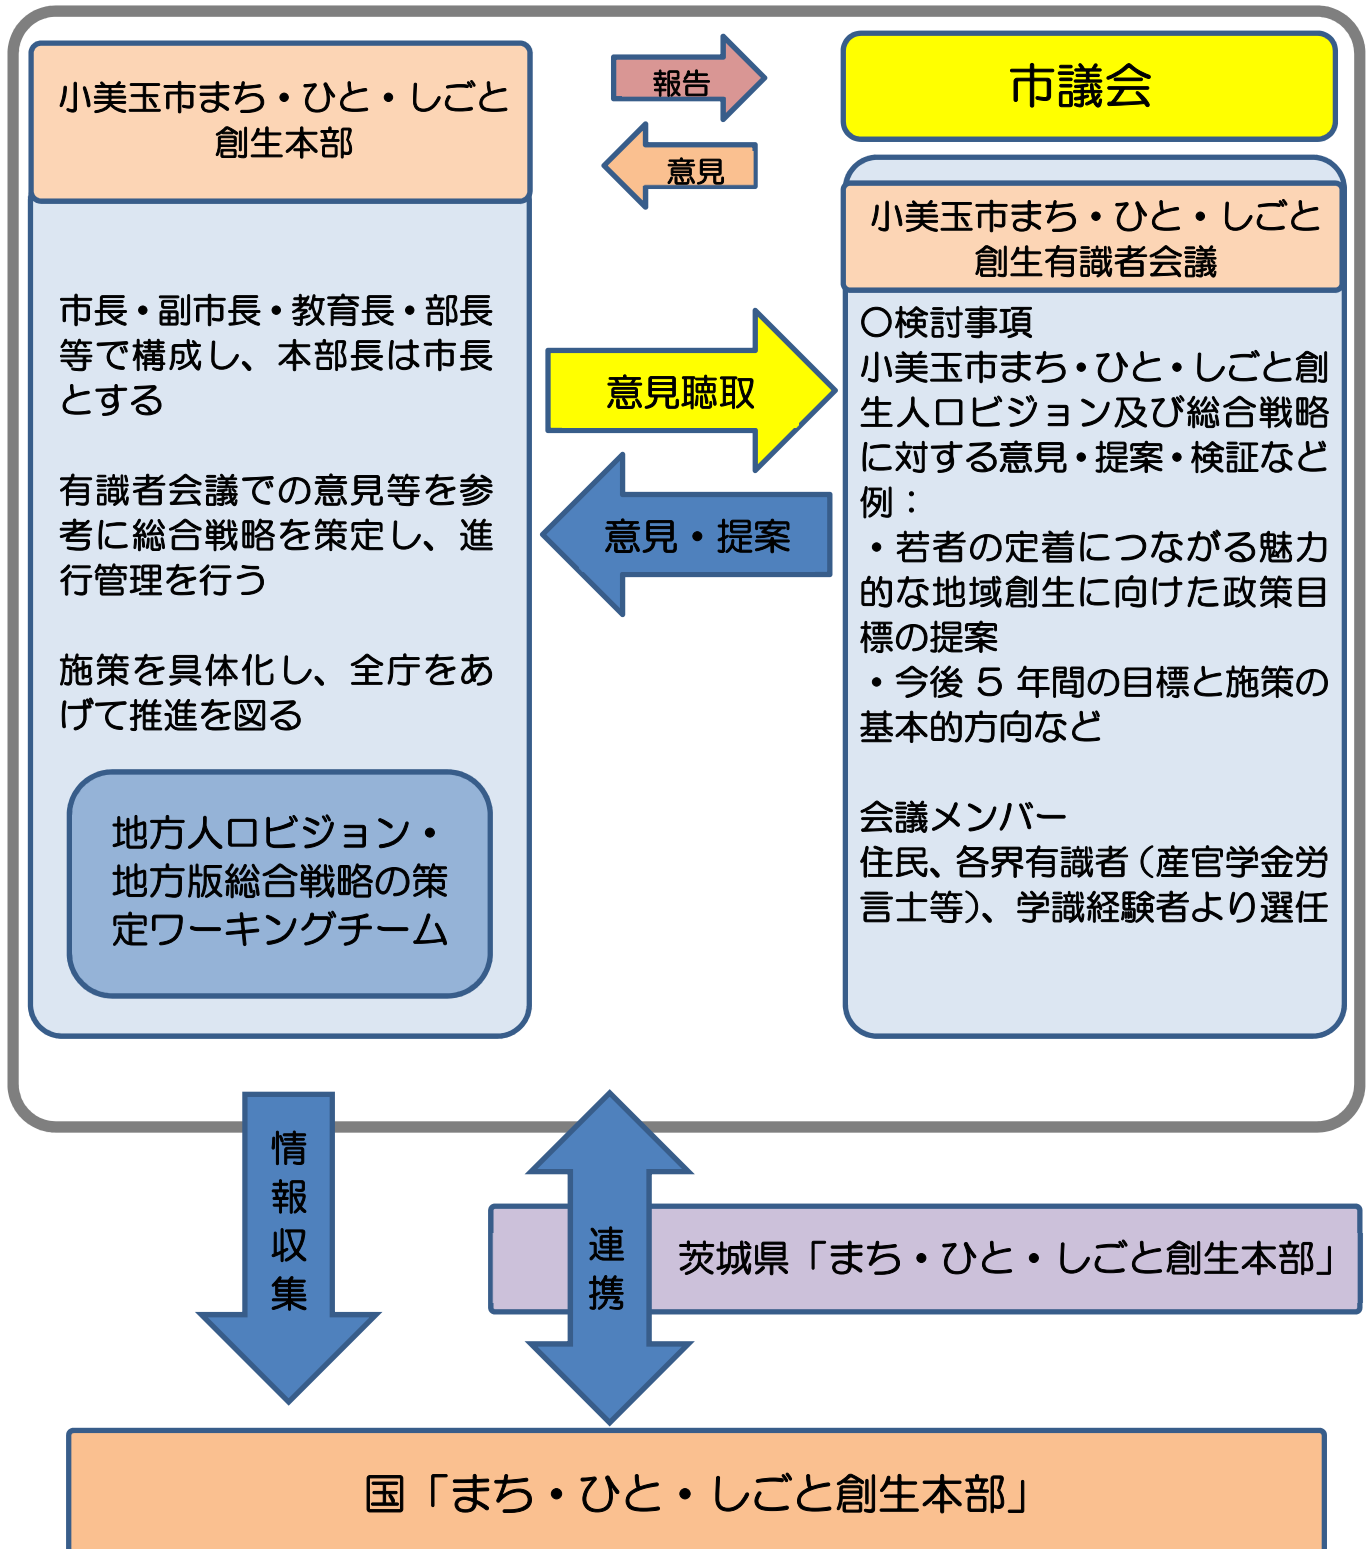 小美玉市まち・ひと・しごと
創生本部
報告
意見
市議会
市長・副市長・教育長・部長
等で構成し、本部長は市長
とする
有識者会議での意見等を参
考に総合戦略を策定し、進
行管理を行う
施策を具体化し、全庁をあ
げて推進を図る
地方人口ビジョン・
地方版総合戦略の策
定ワーキングチーム
意見聴取
意見・提案
小美玉市まち・ひと・しごと
創生有識者会議
〇検討事項
小美玉市まち・ひと・しごと創
生人口ビジョン及び総合戦略
に対する意見・提案・検証など
例：
・若者の定着につながる魅力
的な地域創生に向けた政策目
標の提案
・今後 5 年間の目標と施策の
基本的方向など
会議メンバー
住民、各界有識者（産官学金労
言士等）、学識経験者より選任
情
報
収
集
連
携
茨城県「まち・ひと・しごと創生本部」
国「まち・ひと・しごと創生本部」